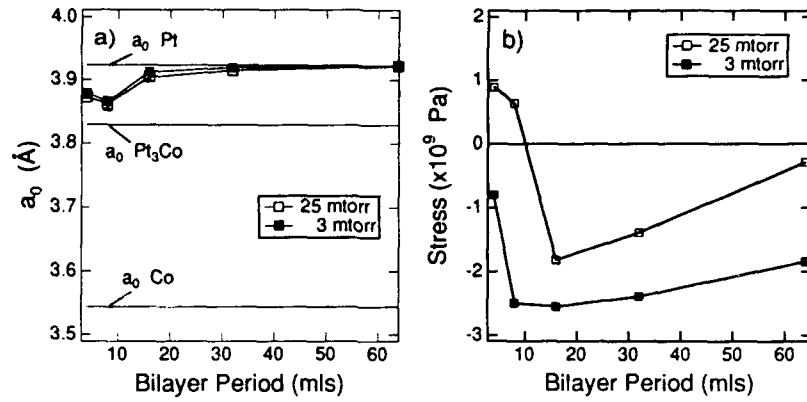 a)
a₀ Pt
a₀ Pt₃Co
25 mtorr
3 mtorr
a₀ Co
a₀ (Å)
4.0
3.9
3.8
3.7
3.6
3.5
10 20 30 40 50 60
Bilayer Period (mls)
b)
25 mtorr
3 mtorr
Stress (x10⁹ Pa)
2
1
0
-1
-2
-3
10 20 30 40 50 60
Bilayer Period (mls)